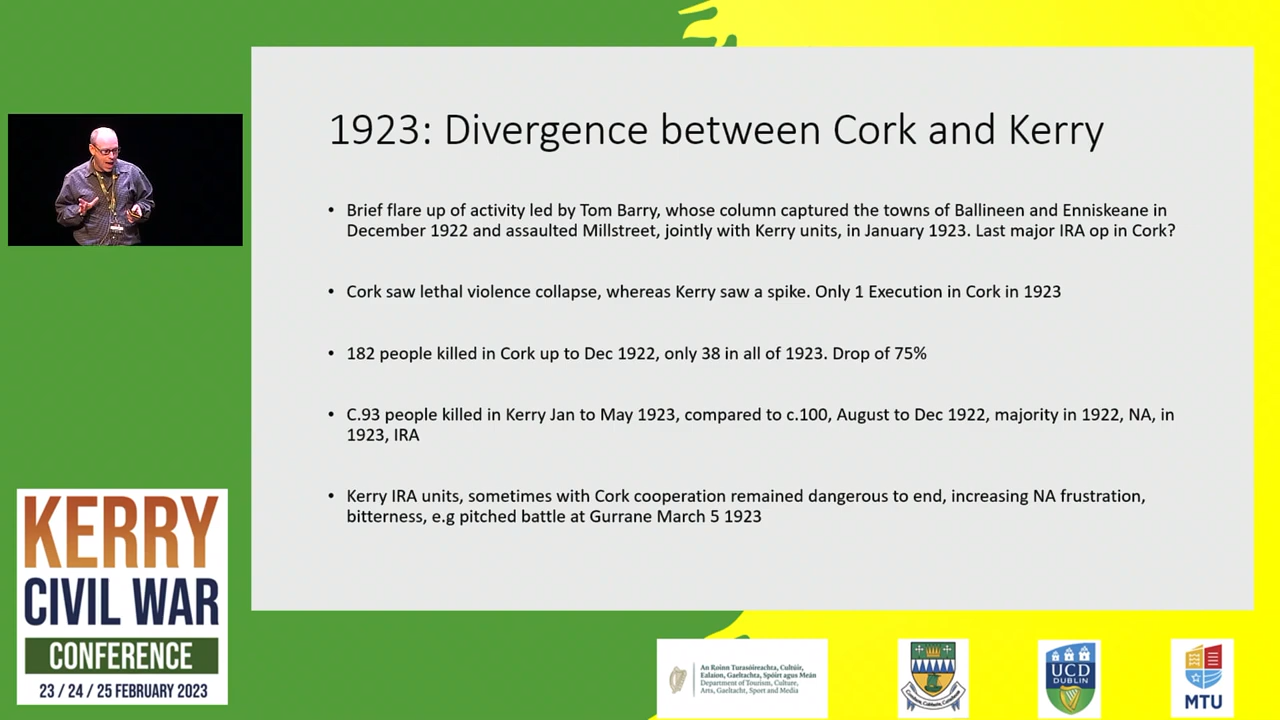 1923: Divergence between Cork and Kerry
• Brief flare up of activity led by Tom Barry, whose column captured the towns of Ballineen and Enniskeane in
December 1922 and assaulted Millstreet, jointly with Kerry units, in January 1923. Last major IRA op in Cork?
• Cork saw lethal violence collapse, whereas Kerry saw a spike. Only 1 Execution in Cork in 1923
• 182 people killed in Cork up to Dec 1922, only 38 in all of 1923. Drop of 75%
• C.93 people killed in Kerry Jan to May 1923, compared to c.100, August to Dec 1922, majority in 1922, NA, in
1923, IRA
• Kerry IRA units, sometimes with Cork cooperation remained dangerous to end, increasing NA frustration,
bitterness, e.g pitched battle at Gurrane March 5 1923
KERRY
CIVIL WAR
CONFERENCE
23 / 24 / 25 FEBRUARY 2023
An Roinn Turasóireachta, Cultúir,
Ealaíon, Gaeltachta, Spóirt agus Meán
Department of Tourism, Culture,
Arts, Gaeltacht, Sport and Media
UCD
DUBLIN
MTU